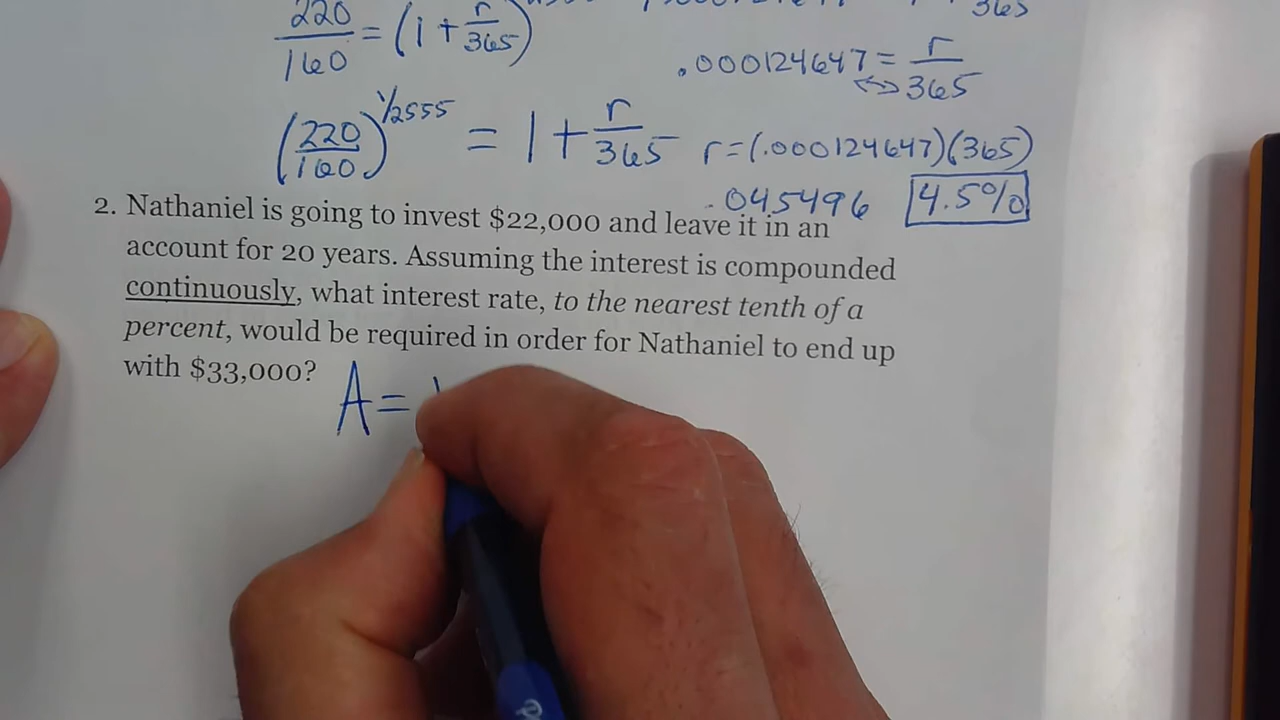 220/160 = (1 + r/365)
365
.000124647 = r/365
(220/160)^1/2555 = 1 + r/365 r = (.000124647)(365)
.045496 4.5%
2. Nathaniel is going to invest $22,000 and leave it in an
account for 20 years. Assuming the interest is compounded
continuously, what interest rate, to the nearest tenth of a
percent, would be required in order for Nathaniel to end up
with $33,000?
A =